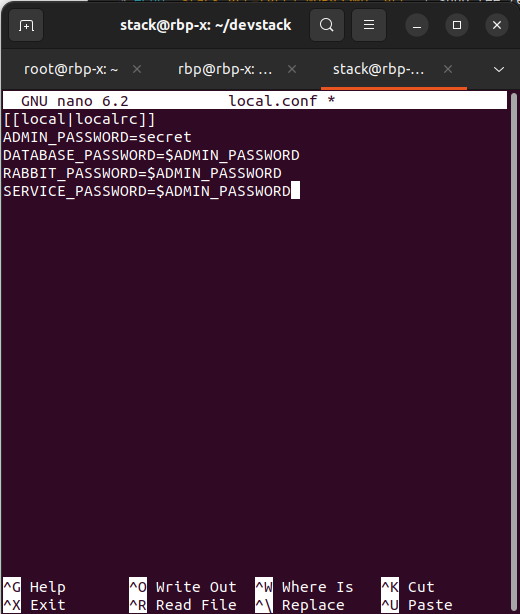 stack@rbp-x: ~/devstack
root@rbp-x: ~
rbp@rbp-x: ...
stack@rbp-...
GNU nano 6.2 local.conf *
[[local|localrc]]
ADMIN_PASSWORD=secret
DATABASE_PASSWORD=$ADMIN_PASSWORD
RABBIT_PASSWORD=$ADMIN_PASSWORD
SERVICE_PASSWORD=$ADMIN_PASSWORD
^G Help ^O Write Out ^W Where Is ^K Cut
^X Exit ^R Read File ^\ Replace ^U Paste